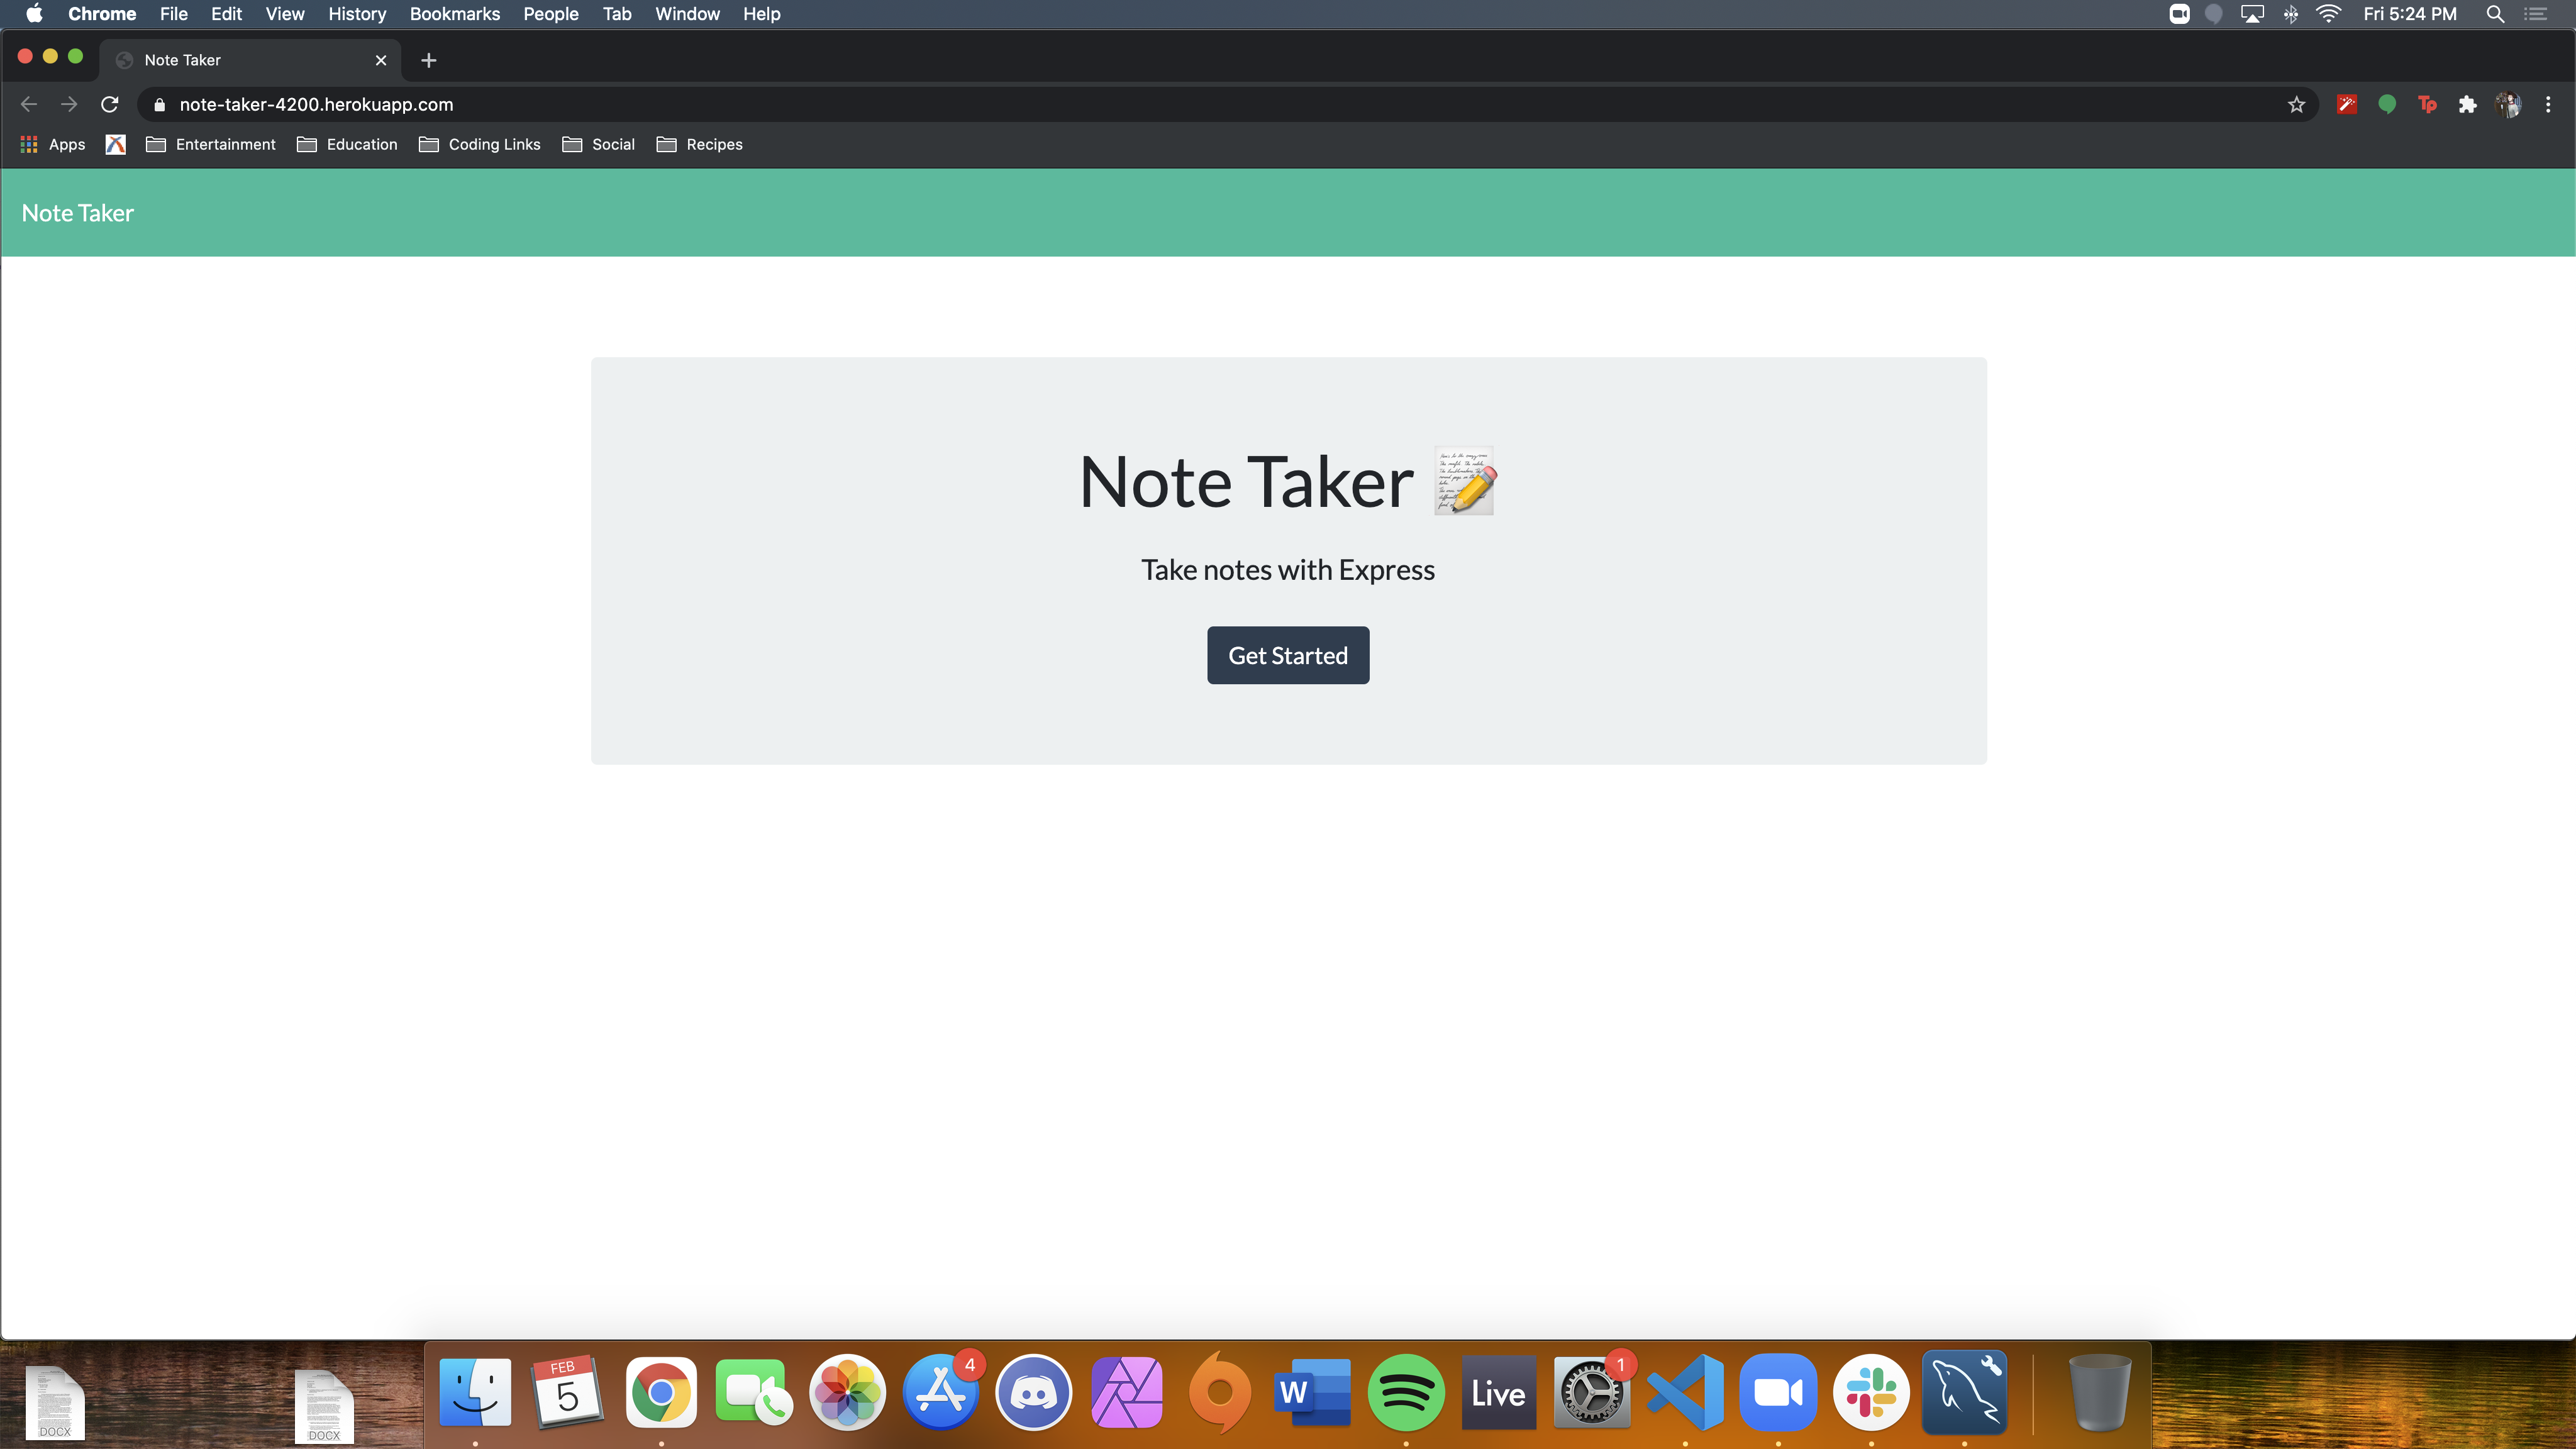 Chrome File Edit View History Bookmarks People Tab Window Help Fri 5:24 PM
Note Taker
note-taker-4200.herokuapp.com Tp
Apps Entertainment Education Coding Links Social Recipes
Note Taker
Note Taker
Take notes with Express
Get Started
FEB
5
4
W
Live
1
DOCX
DOCX